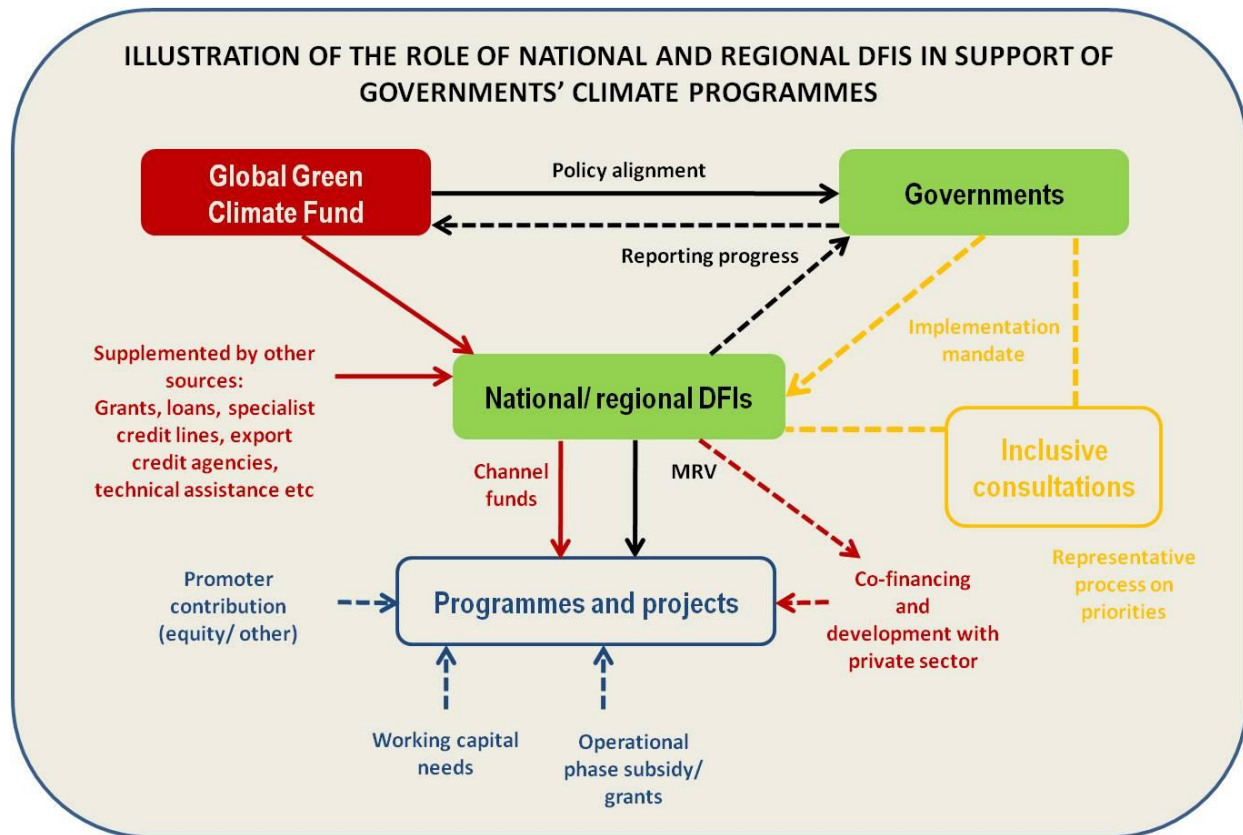 ILLUSTRATION OF THE ROLE OF NATIONAL AND REGIONAL DFIS IN SUPPORT OF
GOVERNMENTS' CLIMATE PROGRAMMES
Global Green
Climate Fund
Policy alignment
Governments
Reporting progress
Implementation
mandate
Supplemented by other
sources:
Grants, loans, specialist
credit lines, export
credit agencies,
technical assistance etc
National/ regional DFIs
Inclusive
consultations
Channel
funds
MRV
Representative
process on
priorities
Promoter
contribution
(equity/ other)
Programmes and projects
Co-financing
and
development with
private sector
Working capital
needs
Operational
phase subsidy/
grants